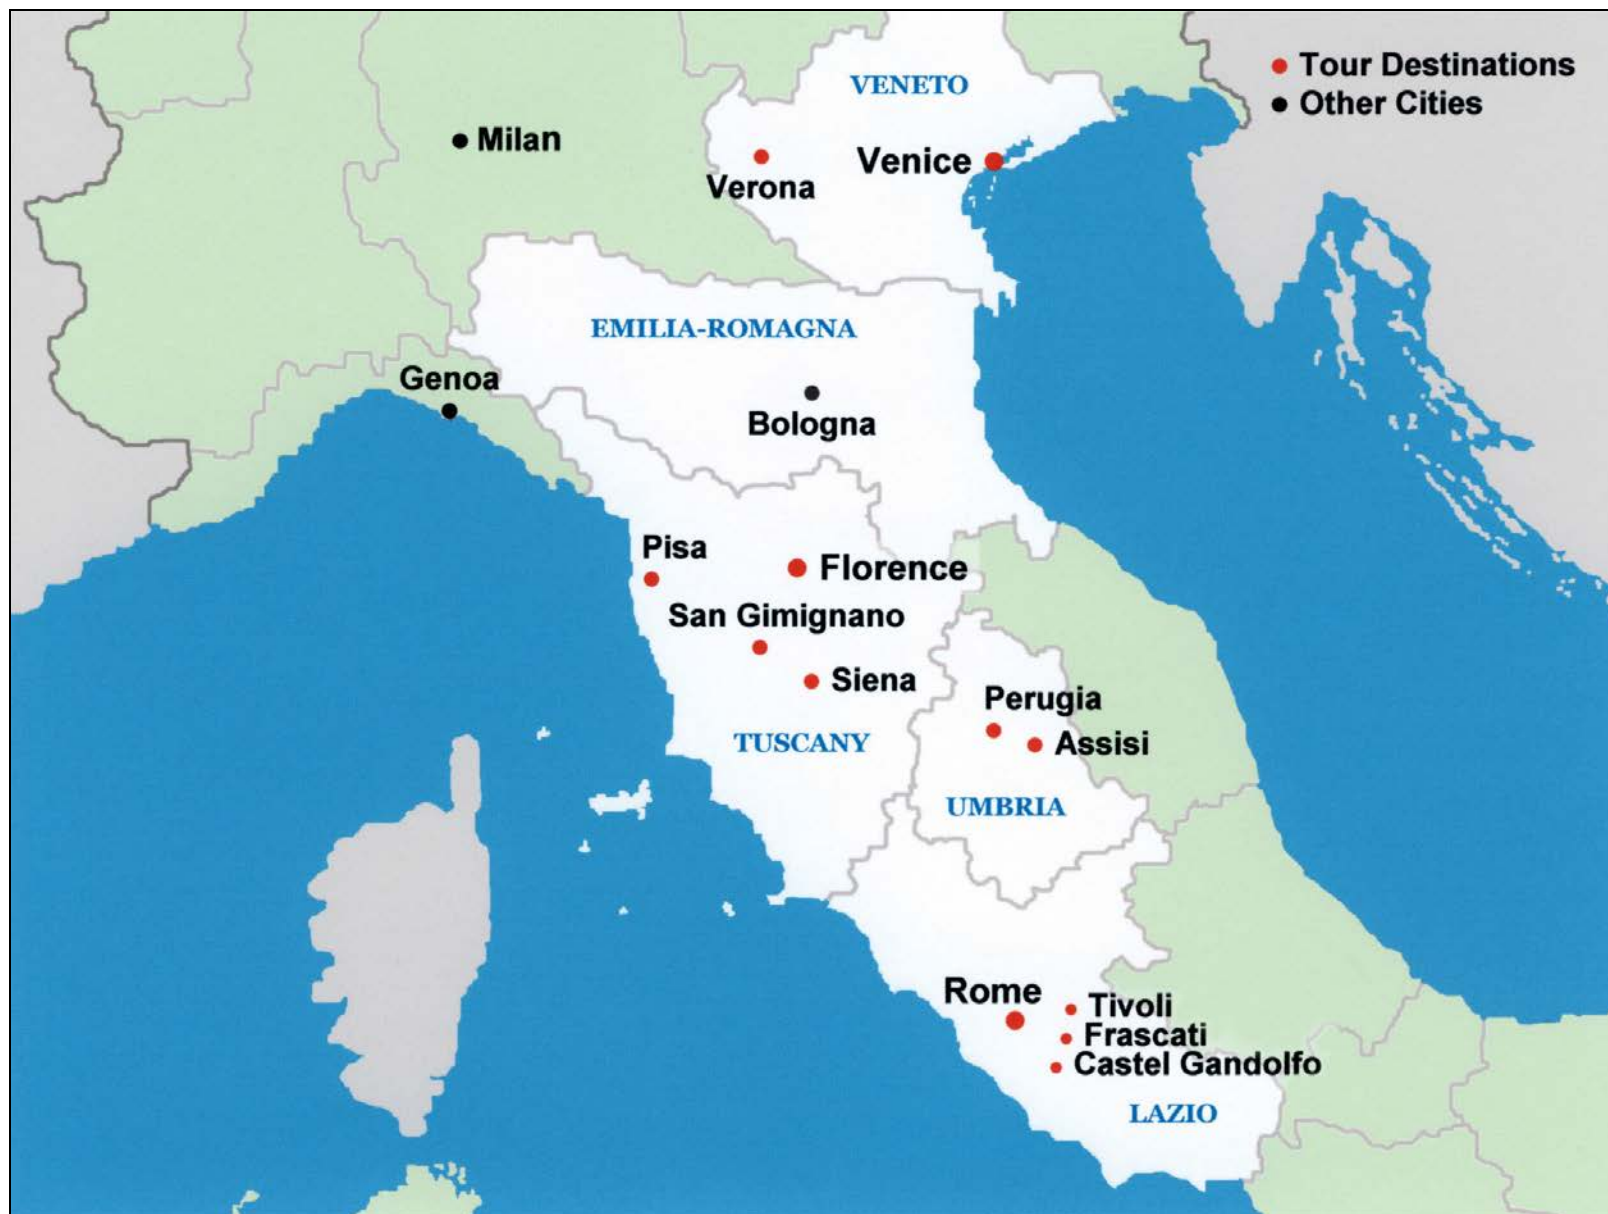 VENETO
Tour Destinations
Other Cities
Milan
Verona
Venice
EMILIA-ROMAGNA
Genoa
Bologna
Pisa
Florence
San Gimignano
Siena
Perugia
Assisi
TUSCANY
UMBRIA
Rome
Tivoli
Frascati
Castel Gandolfo
LAZIO